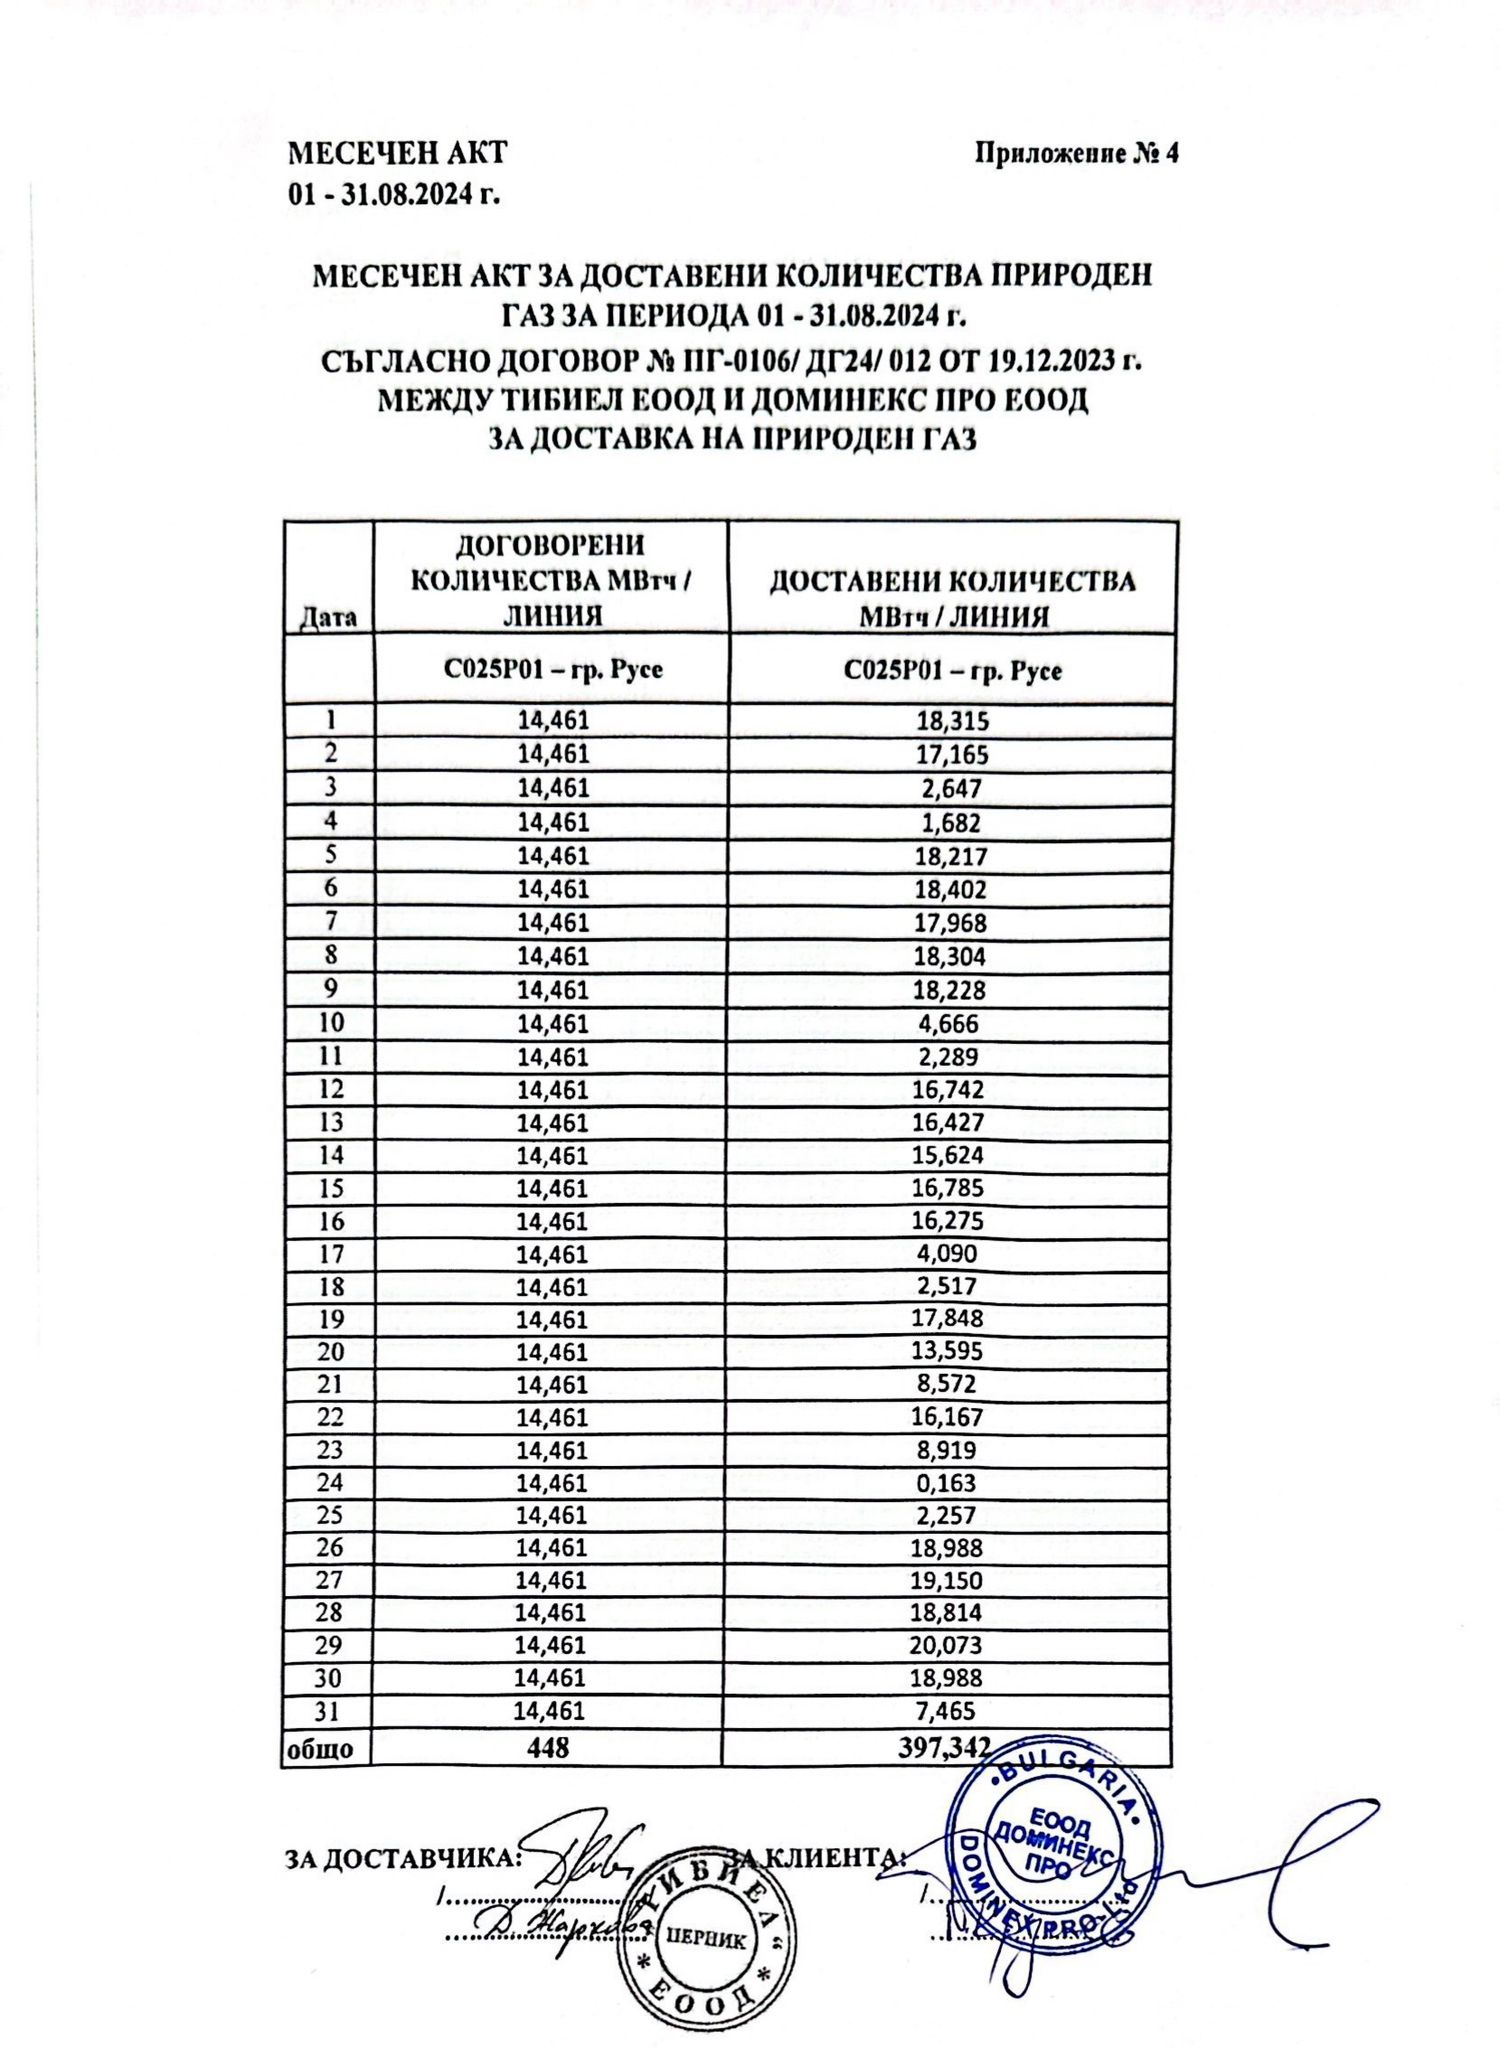 МЕСЕЧЕН АКТ Приложение № 4
01 - 31.08.2024 г.
МЕСЕЧЕН АКТ ЗА ДОСТАВЕНИ КОЛИЧЕСТВА ПРИРОДЕН
ГАЗ ЗА ПЕРИОДА 01 - 31.08.2024 г.
СЪГЛАСНО ДОГОВОР № ПГ-0106/ ДГ24/ 012 ОТ 19.12.2023 г.
МЕЖДУ ТИБИЕЛ ЕООД И ДОМИНЕКС ПРО ЕООД
ЗА ДОСТАВКА НА ПРИРОДЕН ГАЗ
Дата
ДОГОВОРЕНИ
КОЛИЧЕСТВА МВтч /
ЛИНИЯ
ДОСТАВЕНИ КОЛИЧЕСТВА
МВтч / ЛИНИЯ
C025P01 – гр. Русе C025P01 – гр. Русе
1 14,461 18,315
2 14,461 17,165
3 14,461 2,647
4 14,461 1,682
5 14,461 18,217
6 14,461 18,402
7 14,461 17,968
8 14,461 18,304
9 14,461 18,228
10 14,461 4,666
11 14,461 2,289
12 14,461 16,742
13 14,461 16,427
14 14,461 15,624
15 14,461 16,785
16 14,461 16,275
17 14,461 4,090
18 14,461 2,517
19 14,461 17,848
20 14,461 13,595
21 14,461 8,572
22 14,461 16,167
23 14,461 8,919
24 14,461 0,163
25 14,461 2,257
26 14,461 18,988
27 14,461 19,150
28 14,461 18,814
29 14,461 20,073
30 14,461 18,988
31 14,461 7,465
общо 448 397,342
ЗА ДОСТАВЧИКА: ЗА КЛИЕНТА:
Д. Жаркова
„ТИБИЕЛ“
ПЕРНИК
* ЕООД *
•BULGARIA•
ЕООД
ДОМИНЕКС
ПРО
DOMINEX PRO-Ltd